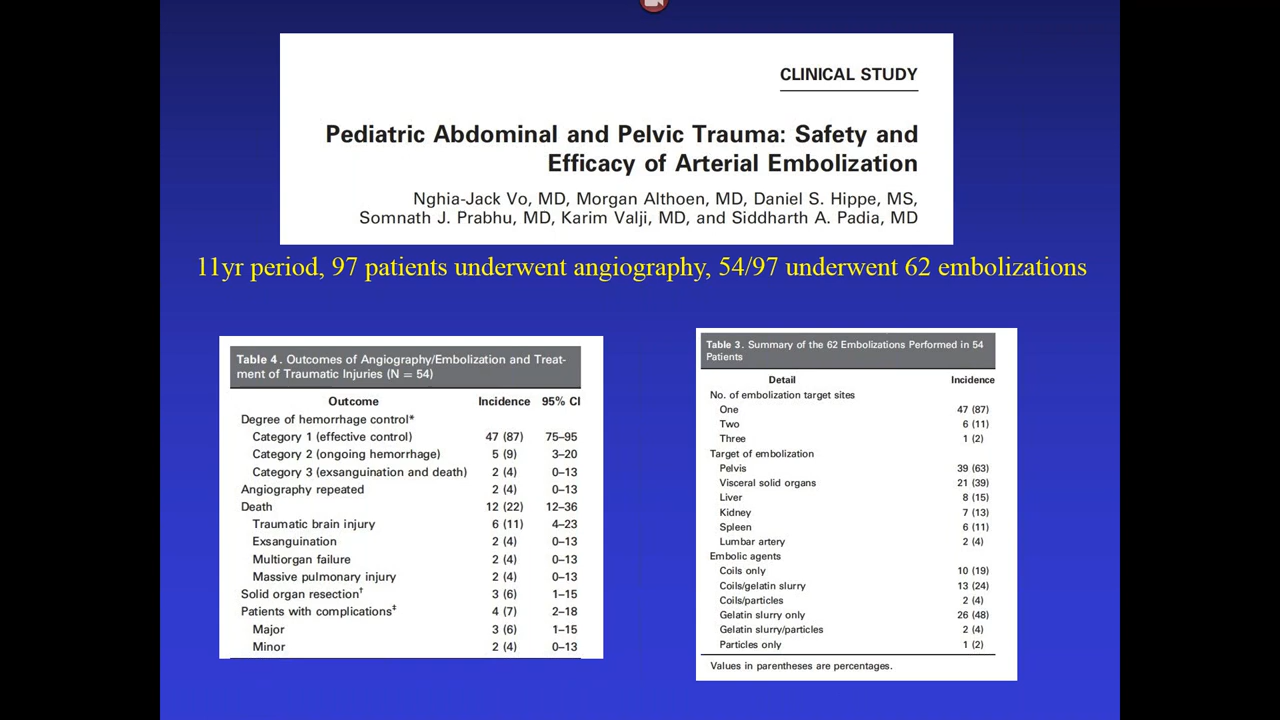 CLINICAL STUDY
Pediatric Abdominal and Pelvic Trauma: Safety and
Efficacy of Arterial Embolization
Nghia-Jack Vo, MD, Morgan Althoen, MD, Daniel S. Hippe, MS,
Somnath J. Prabhu, MD, Karim Valji, MD, and Siddharth A. Padia, MD
11yr period, 97 patients underwent angiography, 54/97 underwent 62 embolizations
Table 4. Outcomes of Angiography/Embolization and Treat-
ment of Traumatic Injuries (N = 54)
Outcome Incidence 95% CI
Degree of hemorrhage control*
Category 1 (effective control) 47 (87) 75–95
Category 2 (ongoing hemorrhage) 5 (9) 3–20
Category 3 (exsanguination and death) 2 (4) 0–13
Angiography repeated 2 (4) 0–13
Death 12 (22) 12–36
Traumatic brain injury 6 (11) 4–23
Exsanguination 2 (4) 0–13
Multiorgan failure 2 (4) 0–13
Massive pulmonary injury 2 (4) 0–13
Solid organ resection† 3 (6) 1–15
Patients with complications‡ 4 (7) 2–18
Major 3 (6) 1–15
Minor 2 (4) 0–13
Table 3. Summary of the 62 Embolizations Performed in 54
Patients
Detail Incidence
No. of embolization target sites
One 47 (87)
Two 6 (11)
Three 1 (2)
Target of embolization
Pelvis 39 (63)
Visceral solid organs 21 (39)
Liver 8 (15)
Kidney 7 (13)
Spleen 6 (11)
Lumbar artery 2 (4)
Embolic agents
Coils only 10 (19)
Coils/gelatin slurry 13 (24)
Coils/particles 2 (4)
Gelatin slurry only 26 (48)
Gelatin slurry/particles 2 (4)
Particles only 1 (2)
Values in parentheses are percentages.